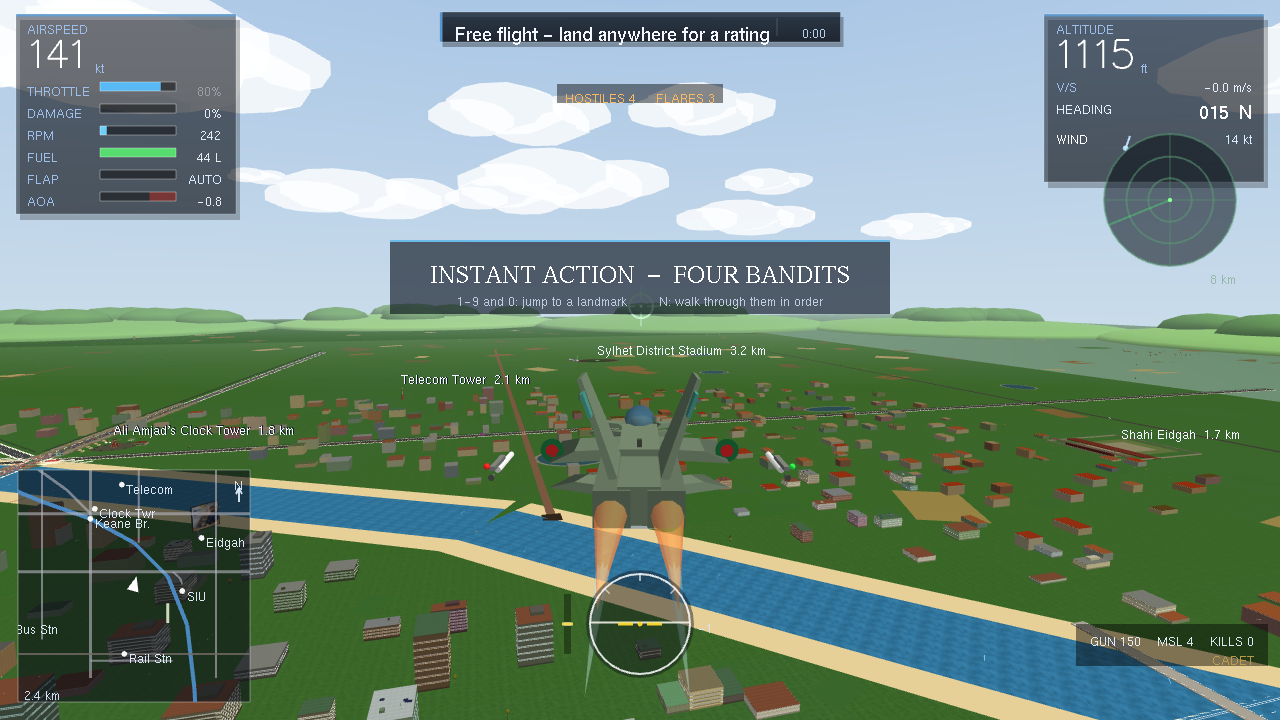 AIRSPEED
141 kt
THROTTLE 80%
DAMAGE 0%
RPM 242
FUEL 44 L
FLAP AUTO
AOA -0.8
Free flight – land anywhere for a rating 0:00
HOSTILES 4 FLARES 3
ALTITUDE
1115 ft
V/S -0.0 m/s
HEADING 015 N
WIND 14 kt
8 km
INSTANT ACTION – FOUR BANDITS
1-9 and 0: jump to a landmark N: walk through them in order
Sylhet District Stadium 3.2 km
Telecom Tower 2.1 km
Ali Amjad's Clock Tower 1.8 km
Shahi Eidgah 1.7 km
N
Telecom
Clock Twr
Keane Br.
Eidgah
SIU
Bus Stn
Rail Stn
2.4 km
GUN 150 MSL 4 KILLS 0
CADET